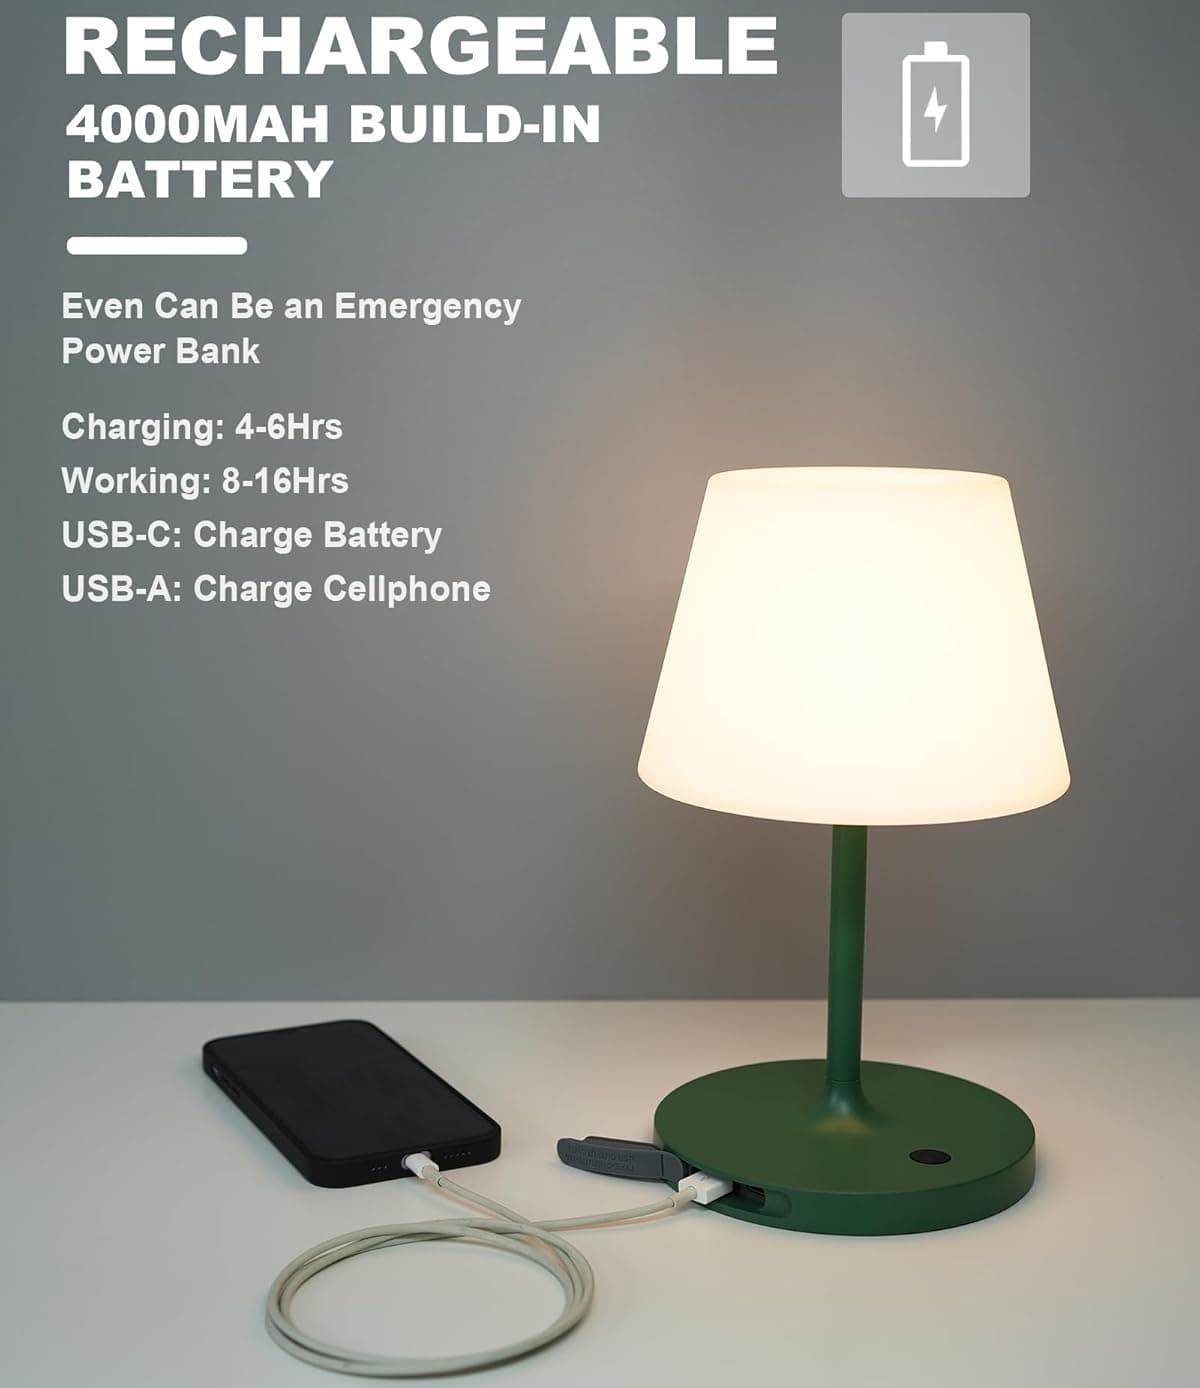 RECHARGEABLE
4000MAH BUILD-IN
BATTERY
Even Can Be an Emergency
Power Bank
Charging: 4-6Hrs
Working: 8-16Hrs
USB-C: Charge Battery
USB-A: Charge Cellphone